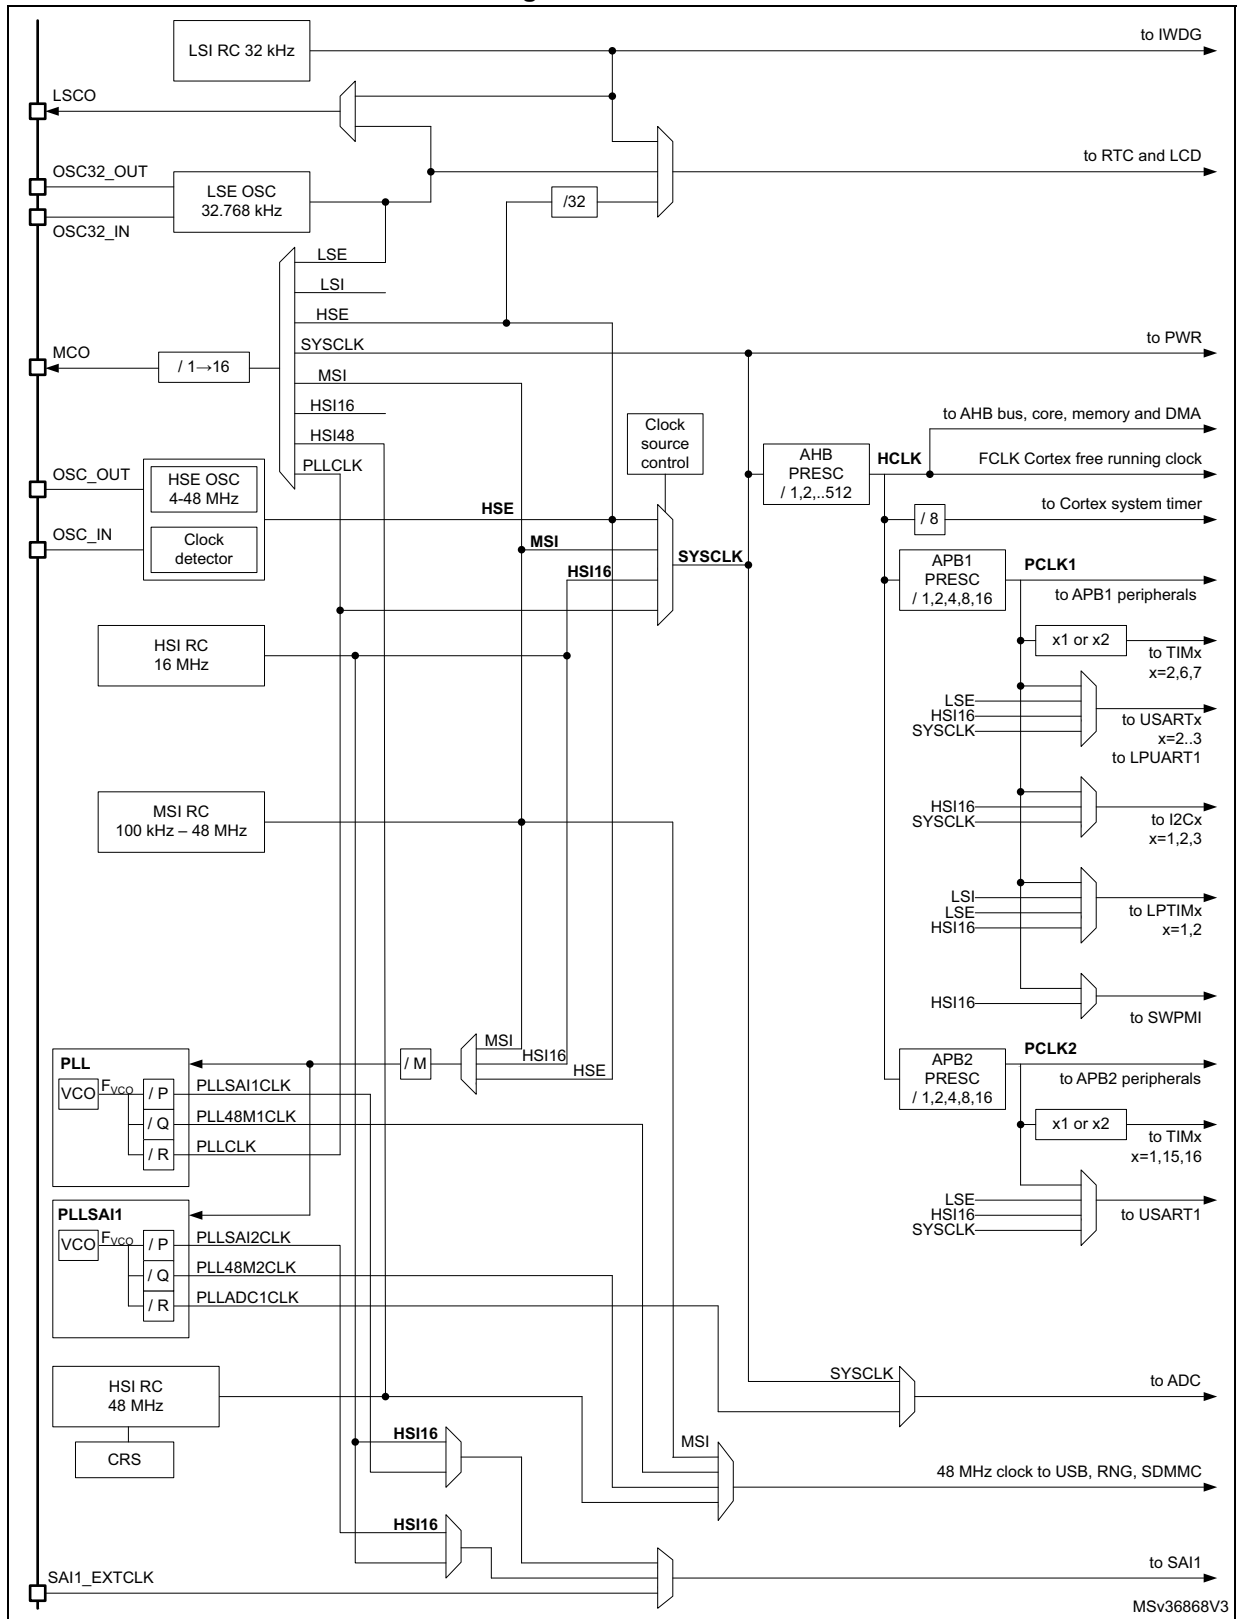 LSI RC 32 kHz
to IWDG
LSCO
to RTC and LCD
OSC32_OUT
LSE OSC
32.768 kHz
/32
OSC32_IN
LSE
LSI
HSE
SYSCLK
to PWR
MCO
/ 1→16
MSI
HSI16
HSI48
PLLCLK
Clock
source
control
to AHB bus, core, memory and DMA
AHB
PRESC
/ 1,2,..512
HCLK
FCLK Cortex free running clock
OSC_OUT
HSE OSC
4-48 MHz
OSC_IN
Clock
detector
HSE
MSI
HSI16
SYSCLK
/ 8
to Cortex system timer
APB1
PRESC
/ 1,2,4,8,16
PCLK1
to APB1 peripherals
HSI RC
16 MHz
x1 or x2
to TIMx
x=2,6,7
LSE
HSI16
SYSCLK
to USARTx
x=2..3
to LPUART1
MSI RC
100 kHz – 48 MHz
HSI16
SYSCLK
to I2Cx
x=1,2,3
LSI
LSE
HSI16
to LPTIMx
x=1,2
HSI16
to SWPMI
MSI
HSI16
HSE
/ M
PLL
VCO
FVCO
/ P
PLLSAI1CLK
/ Q
PLL48M1CLK
/ R
PLLCLK
APB2
PRESC
/ 1,2,4,8,16
PCLK2
to APB2 peripherals
x1 or x2
to TIMx
x=1,15,16
PLLSAI1
VCO
FVCO
/ P
PLLSAI2CLK
/ Q
PLL48M2CLK
/ R
PLLADC1CLK
LSE
HSI16
SYSCLK
to USART1
HSI RC
48 MHz
CRS
SYSCLK
to ADC
HSI16
MSI
48 MHz clock to USB, RNG, SDMMC
HSI16
SAI1_EXTCLK
to SAI1
MSv36868V3